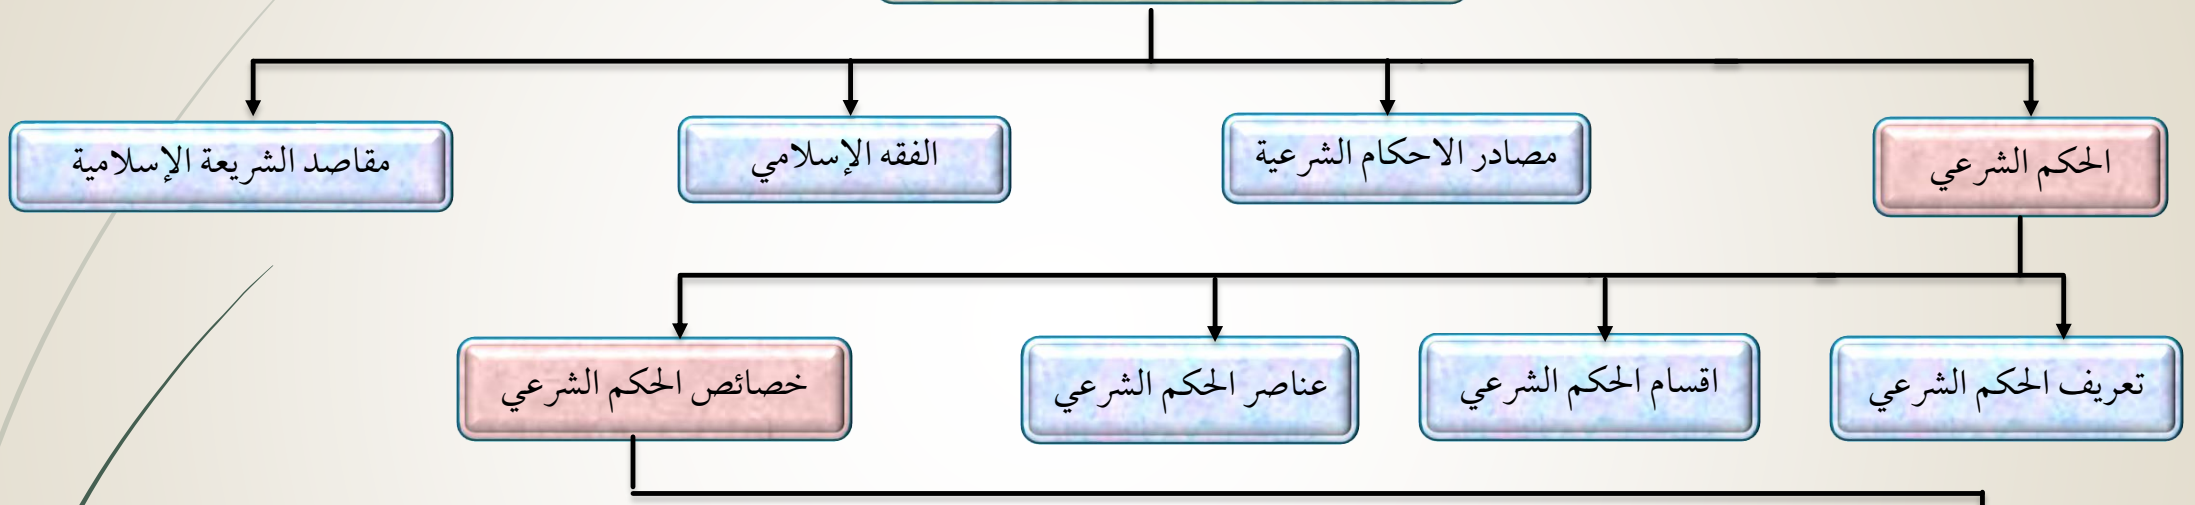 الحكم الشرعي
مصادر الاحكام الشرعية
الفقه الإسلامي
مقاصد الشريعة الإسلامية
تعريف الحكم الشرعي
اقسام الحكم الشرعي
عناصر الحكم الشرعي
خصائص الحكم الشرعي